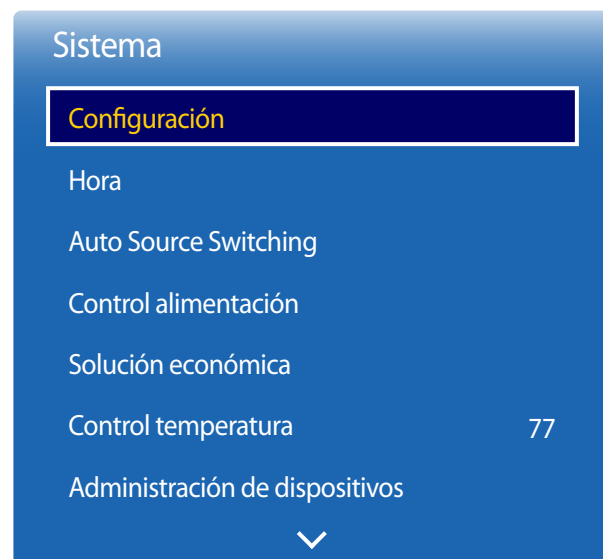 Sistema
Configuración
Hora
Auto Source Switching
Control alimentación
Solución económica
Control temperatura 77
Administración de dispositivos